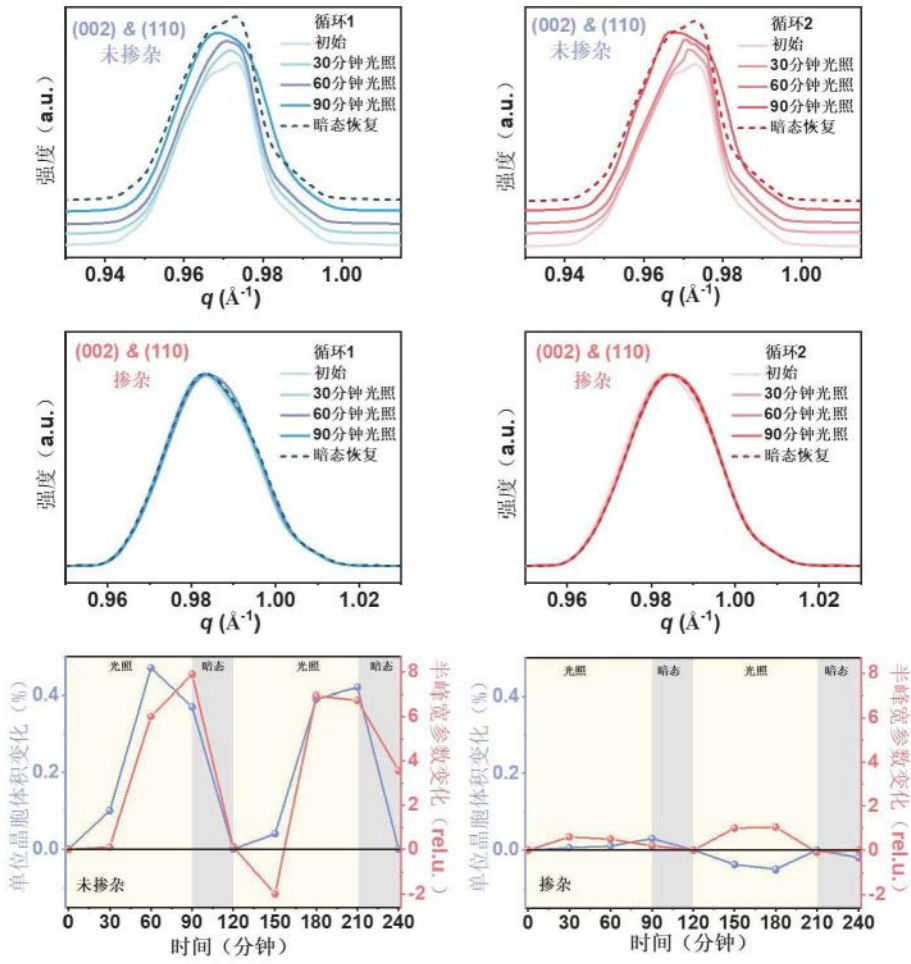 (002) & (110)
未掺杂
循环1
初始
30分钟光照
60分钟光照
90分钟光照
暗态恢复
强度（a.u.）
0.94 0.96 0.98 1.00
q (Å-1)
(002) & (110)
未掺杂
循环2
初始
30分钟光照
60分钟光照
90分钟光照
暗态恢复
强度（a.u.）
0.94 0.96 0.98 1.00
q (Å-1)
(002) & (110)
掺杂
循环1
初始
30分钟光照
60分钟光照
90分钟光照
暗态恢复
强度（a.u.）
0.96 0.98 1.00 1.02
q (Å-1)
(002) & (110)
掺杂
循环2
初始
30分钟光照
60分钟光照
90分钟光照
暗态恢复
强度（a.u.）
0.96 0.98 1.00 1.02
q (Å-1)
光照 暗态 光照 暗态
单位晶胞体积变化（%）
0.4
0.2
0.0
半峰宽参数变化（rel.u.）
8
6
4
2
0
-2
未掺杂
0 30 60 90 120 150 180 210 240
时间（分钟）
光照 暗态 光照 暗态
单位晶胞体积变化（%）
0.4
0.2
0.0
半峰宽参数变化（rel.u.）
8
6
4
2
0
-2
掺杂
0 30 60 90 120 150 180 210 240
时间（分钟）